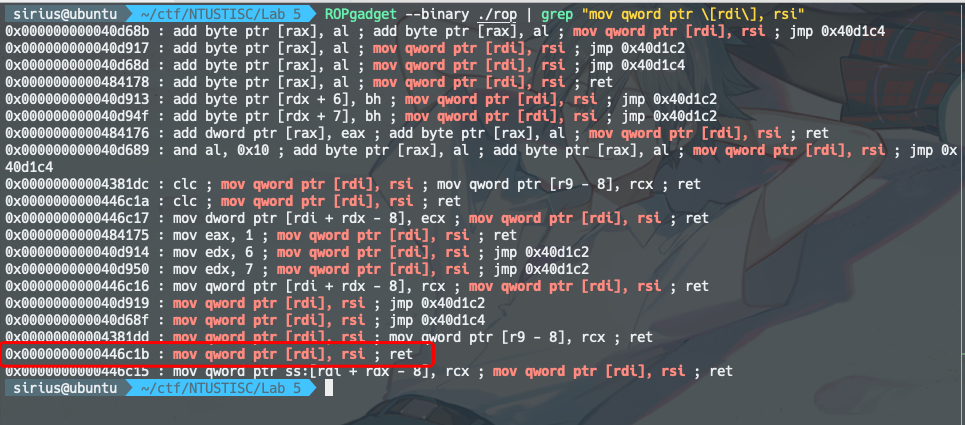 sirius@ubuntu ~/ctf/NTUSTISC/Lab 5 ROPgadget --binary ./rop | grep "mov qword ptr \[rdi\], rsi"
0x000000000040d68b : add byte ptr [rax], al ; add byte ptr [rax], al ; mov qword ptr [rdi], rsi ; jmp 0x40d1c4
0x000000000040d917 : add byte ptr [rax], al ; mov qword ptr [rdi], rsi ; jmp 0x40d1c2
0x000000000040d68d : add byte ptr [rax], al ; mov qword ptr [rdi], rsi ; jmp 0x40d1c4
0x0000000000484178 : add byte ptr [rax], al ; mov qword ptr [rdi], rsi ; ret
0x000000000040d913 : add byte ptr [rdx + 6], bh ; mov qword ptr [rdi], rsi ; jmp 0x40d1c2
0x000000000040d94f : add byte ptr [rdx + 7], bh ; mov qword ptr [rdi], rsi ; jmp 0x40d1c2
0x0000000000484176 : add dword ptr [rax], eax ; add byte ptr [rax], al ; mov qword ptr [rdi], rsi ; ret
0x000000000040d689 : and al, 0x10 ; add byte ptr [rax], al ; add byte ptr [rax], al ; mov qword ptr [rdi], rsi ; jmp 0x
40d1c4
0x00000000004381dc : clc ; mov qword ptr [rdi], rsi ; mov qword ptr [r9 - 8], rcx ; ret
0x0000000000446c1a : clc ; mov qword ptr [rdi], rsi ; ret
0x0000000000446c17 : mov dword ptr [rdi + rdx - 8], ecx ; mov qword ptr [rdi], rsi ; ret
0x0000000000484175 : mov eax, 1 ; mov qword ptr [rdi], rsi ; ret
0x000000000040d914 : mov edx, 6 ; mov qword ptr [rdi], rsi ; jmp 0x40d1c2
0x000000000040d950 : mov edx, 7 ; mov qword ptr [rdi], rsi ; jmp 0x40d1c2
0x0000000000446c16 : mov qword ptr [rdi + rdx - 8], rcx ; mov qword ptr [rdi], rsi ; ret
0x000000000040d919 : mov qword ptr [rdi], rsi ; jmp 0x40d1c2
0x000000000040d68f : mov qword ptr [rdi], rsi ; jmp 0x40d1c4
0x00000000004381dd : mov qword ptr [rdi], rsi ; mov qword ptr [r9 - 8], rcx ; ret
0x0000000000446c1b : mov qword ptr [rdi], rsi ; ret
0x0000000000446c15 : mov qword ptr ss:[rdi + rdx - 8], rcx ; mov qword ptr [rdi], rsi ; ret
sirius@ubuntu ~/ctf/NTUSTISC/Lab 5